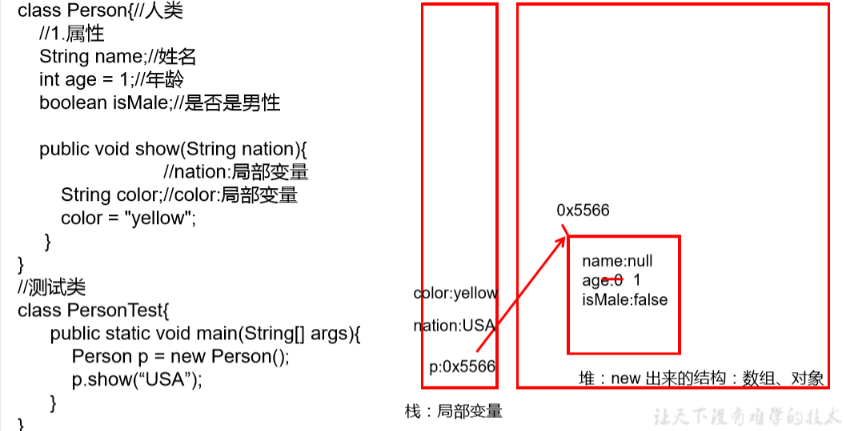 class Person{//人类
//1.属性
String name;//姓名
int age = 1;//年龄
boolean isMale;//是否是男性
public void show(String nation){
//nation:局部变量
String color;//color:局部变量
color = "yellow";
}
}
//测试类
class PersonTest{
public static void main(String[] args){
Person p = new Person();
p.show(“USA”);
}
}
color:yellow
nation:USA
p:0x5566
栈：局部变量
0x5566
name:null
age:0 1
isMale:false
堆：new 出来的结构：数组、对象
让天下没有难学的技术